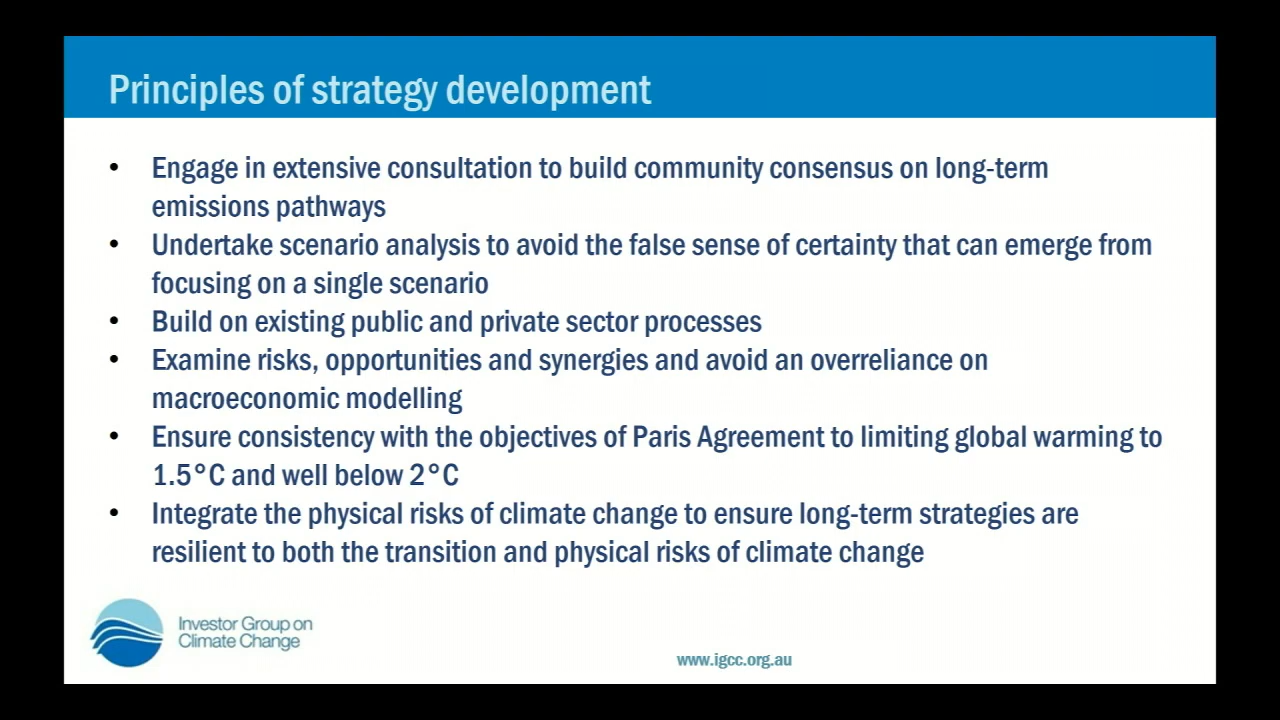 Principles of strategy development
• Engage in extensive consultation to build community consensus on long-term
emissions pathways
• Undertake scenario analysis to avoid the false sense of certainty that can emerge from
focusing on a single scenario
• Build on existing public and private sector processes
• Examine risks, opportunities and synergies and avoid an overreliance on
macroeconomic modelling
• Ensure consistency with the objectives of Paris Agreement to limiting global warming to
1.5°C and well below 2°C
• Integrate the physical risks of climate change to ensure long-term strategies are
resilient to both the transition and physical risks of climate change
Investor Group on
Climate Change
www.igcc.org.au